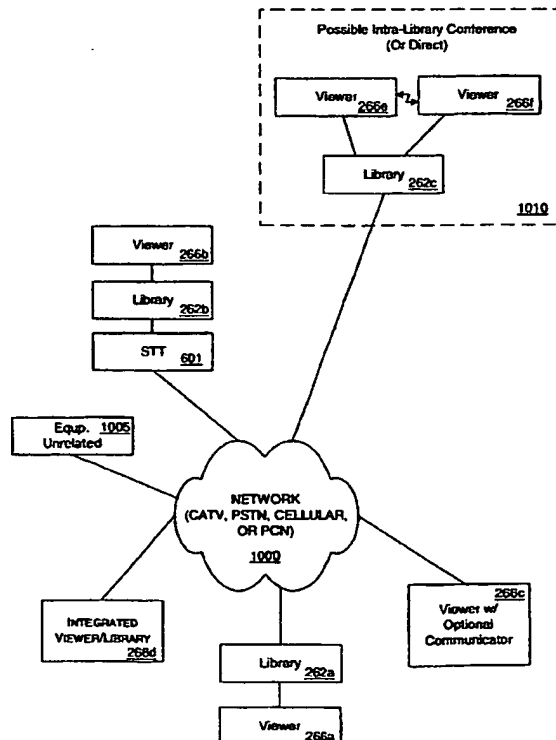 Possible Intra-Library Conference
(Or Direct)
Viewer
266e
Viewer
266f
Library
262c
1010
Viewer
266b
Library
262b
STT
601
Equp.
1005
Unrelated
NETWORK
(CATV, PSTN, CELLULAR,
OR PCN)
1000
266c
Viewer w/
Optional
Communicator
INTEGRATED
VIEWER/LIBRARY
266d
Library
262a
Viewer
266a